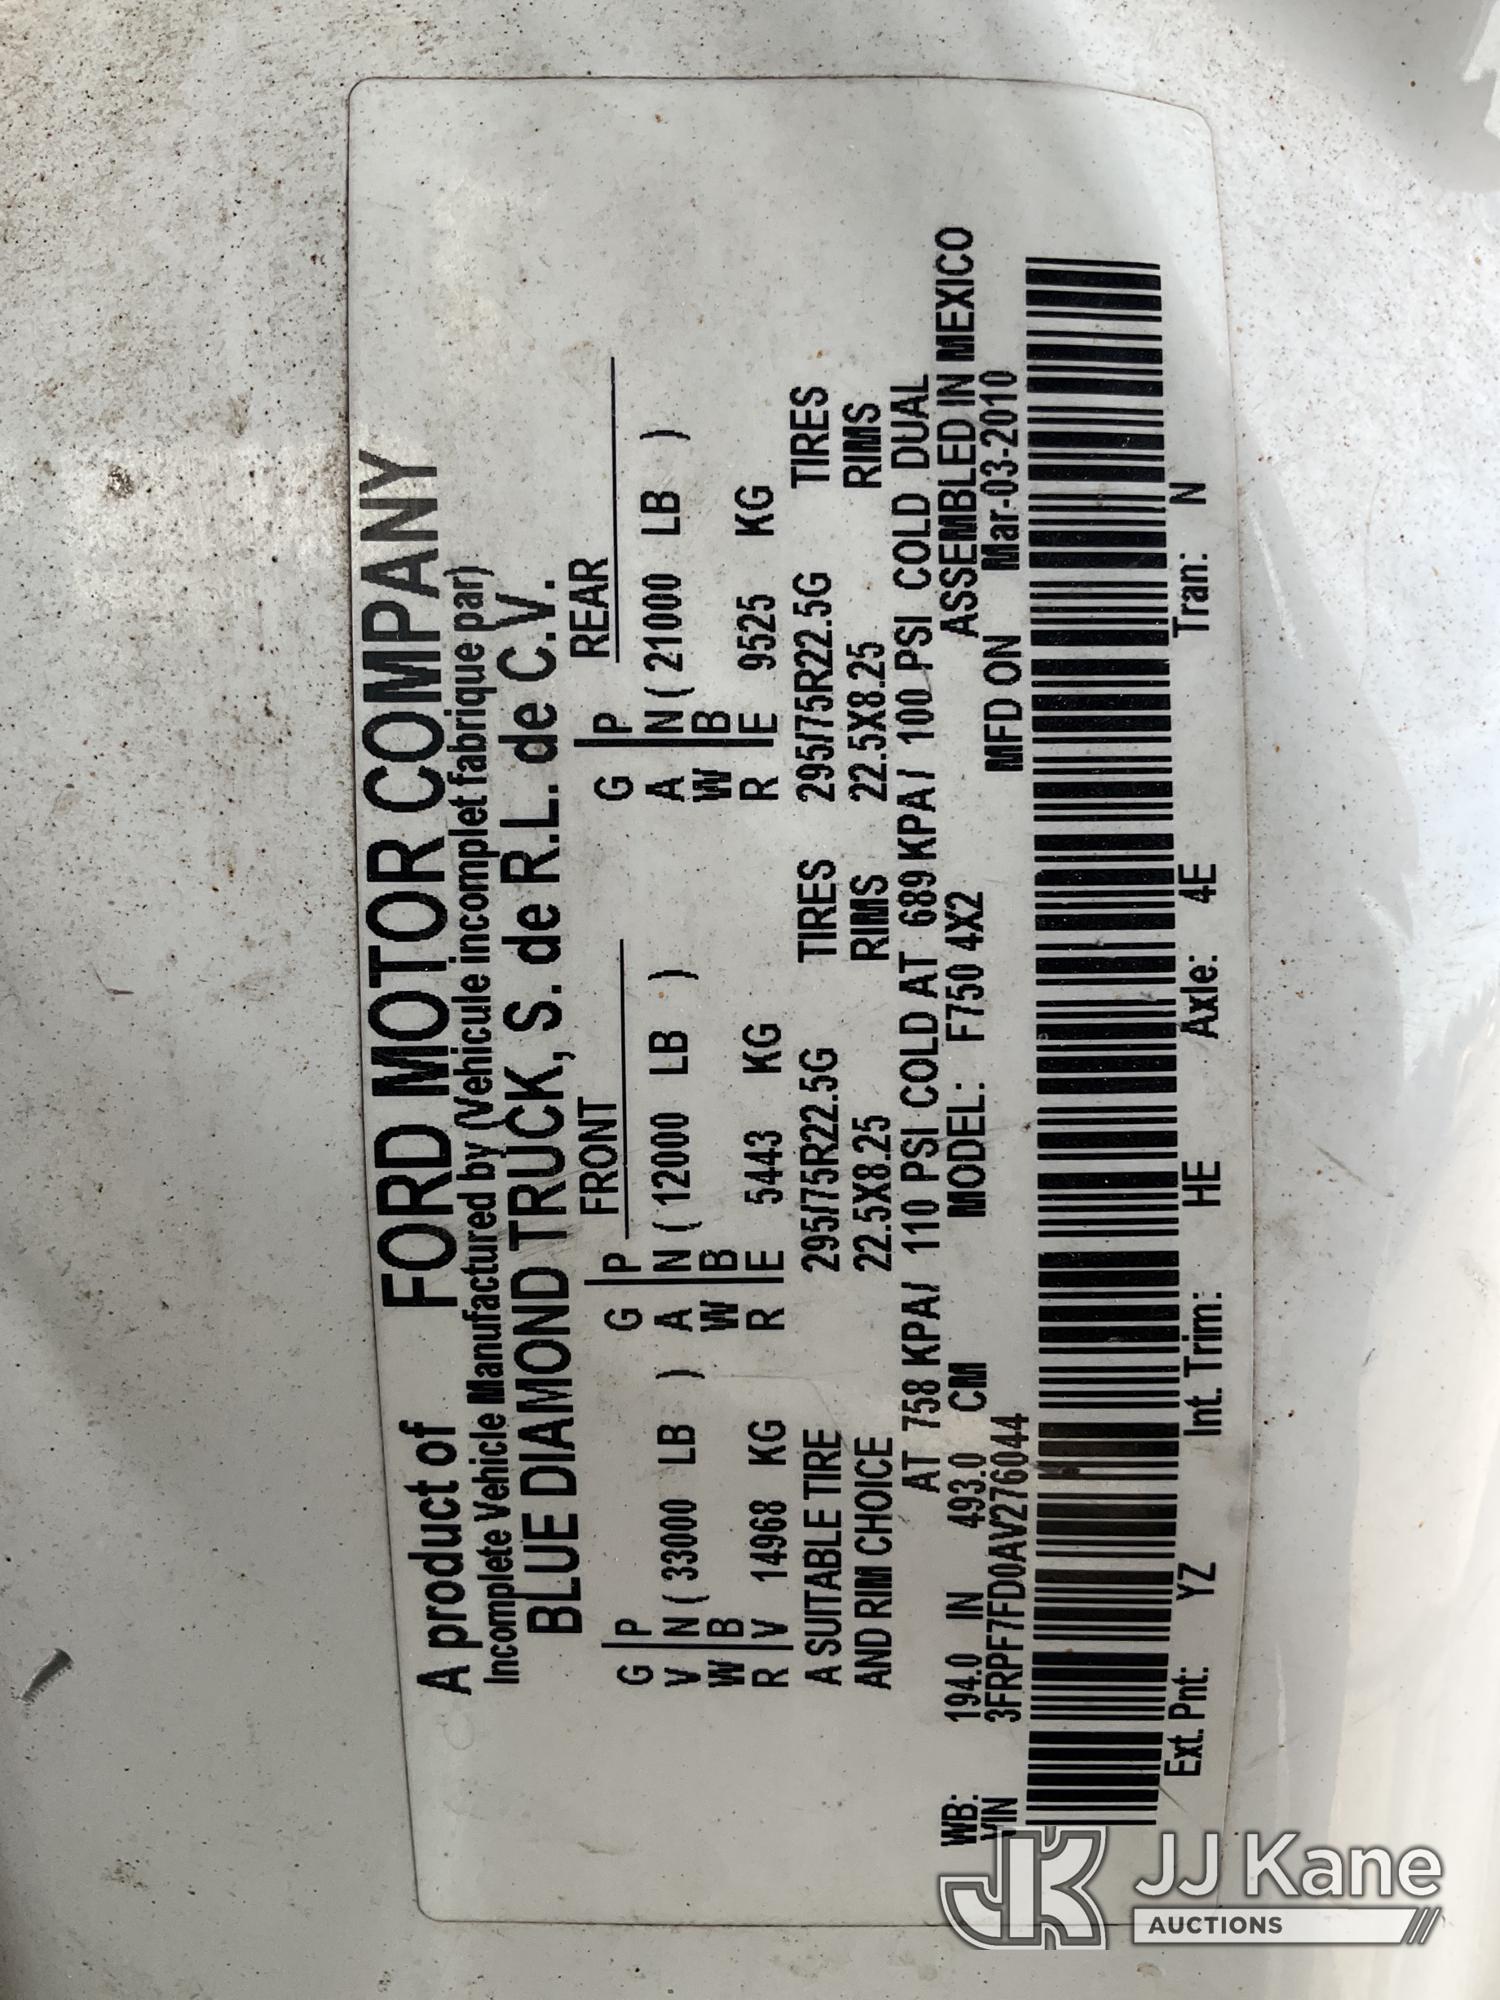 A product of FORD MOTOR COMPANY
Incomplete Vehicle Manufactured by (Vehicule incomplet fabrique par)
BLUE DIAMOND TRUCK, S. de R.L. de C.V.
FRONT REAR
G P G P G P
V N ( 33000 LB ) A N ( 12000 LB ) A N ( 21000 LB )
W B W B W B
R V 14968 KG R E 5443 KG R E 9525 KG
A SUITABLE TIRE 295/75R22.5G TIRES 295/75R22.5G TIRES
AND RIM CHOICE 22.5X8.25 RIMS 22.5X8.25 RIMS
AT 758 KPA/ 110 PSI COLD AT 689 KPA/ 100 PSI COLD DUAL
WB: 194.0 IN 493.0 CM MODEL: F750 4X2 ASSEMBLED IN MEXICO
VIN 3FRPF7FD0AV276044 MFD ON Mar-03-2010
Ext. Pnt: YZ Int. Trim: HE Axle: 4E Tran: N
JJ Kane
AUCTIONS